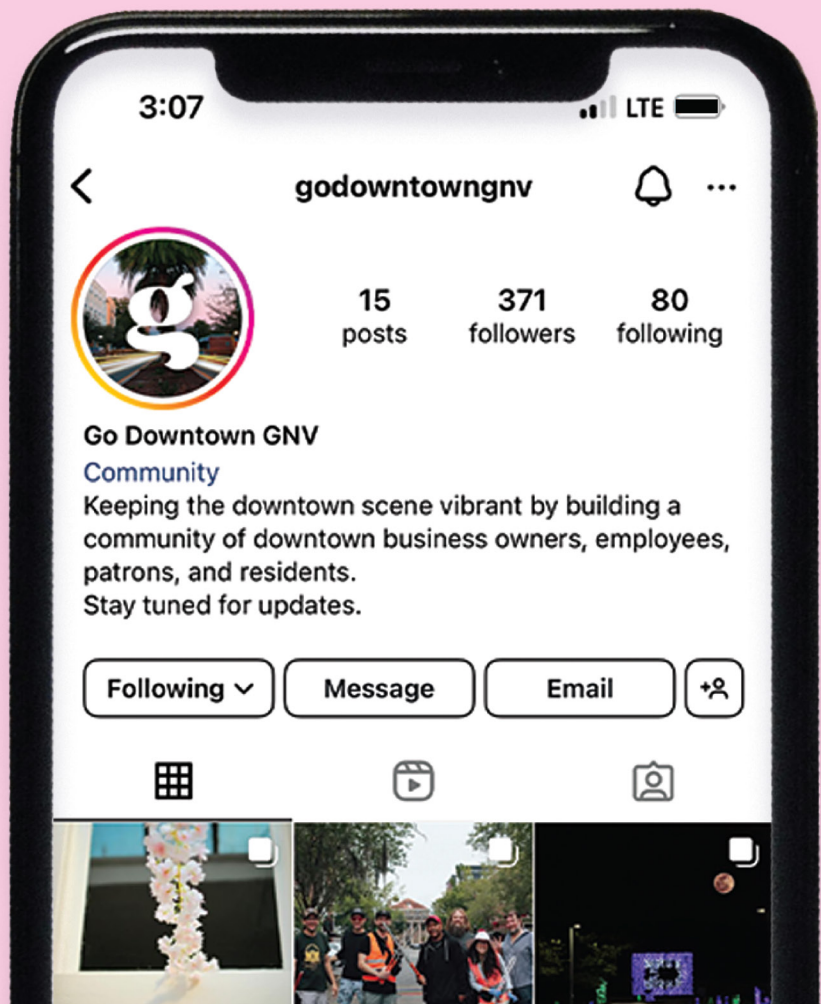 3:07 LTE
godowntowngnv
g
15 371 80
posts followers following
Go Downtown GNV
Community
Keeping the downtown scene vibrant by building a
community of downtown business owners, employees,
patrons, and residents.
Stay tuned for updates.
Following Message Email